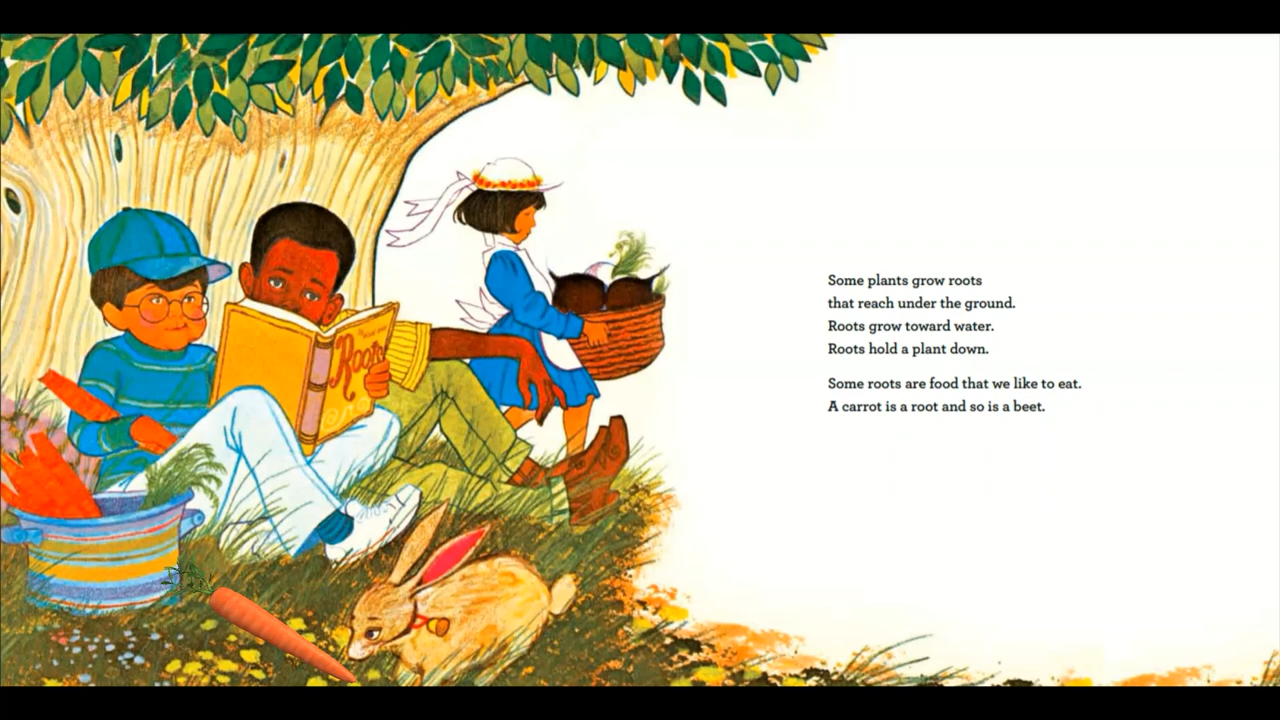 Roots
Some plants grow roots
that reach under the ground.
Roots grow toward water.
Roots hold a plant down.
Some roots are food that we like to eat.
A carrot is a root and so is a beet.